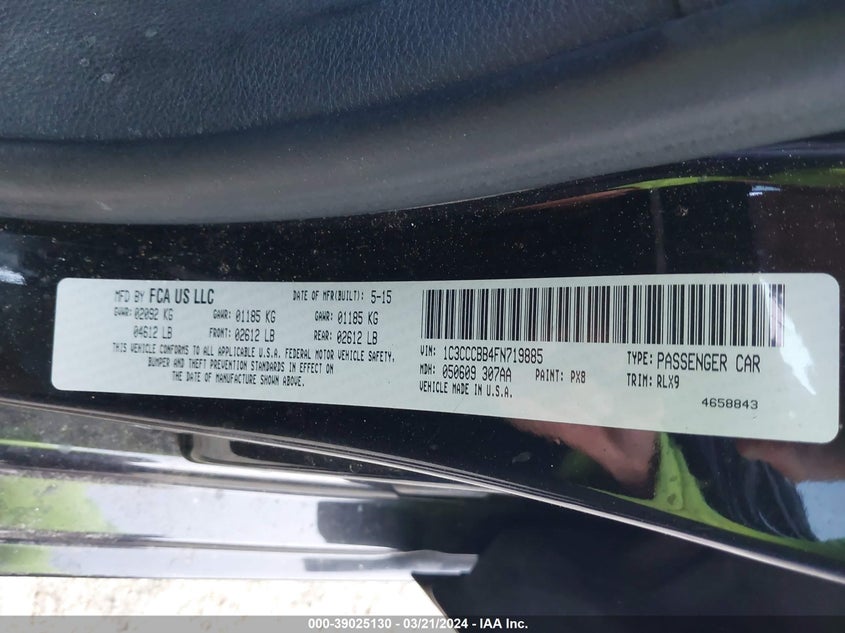 MFD BY FCA US LLC DATE OF MFR(BUILT): 5-15
GVWR: 02092 KG GAWR: 01185 KG GAWR: 01185 KG
04612 LB FRONT: 02612 LB REAR: 02612 LB
THIS VEHICLE CONFORMS TO ALL APPLICABLE U.S.A. FEDERAL MOTOR VEHICLE SAFETY,
BUMPER AND THEFT PREVENTION STANDARDS IN EFFECT ON
THE DATE OF MANUFACTURE SHOWN ABOVE.
VIN: 1C3CCCBB4FN719885 TYPE: PASSENGER CAR
MDH: 050609 307AA PAINT: PX8 TRIM: RLX9
VEHICLE MADE IN U.S.A.
4658843
000-39025130 - 03/21/2024 - IAA Inc.